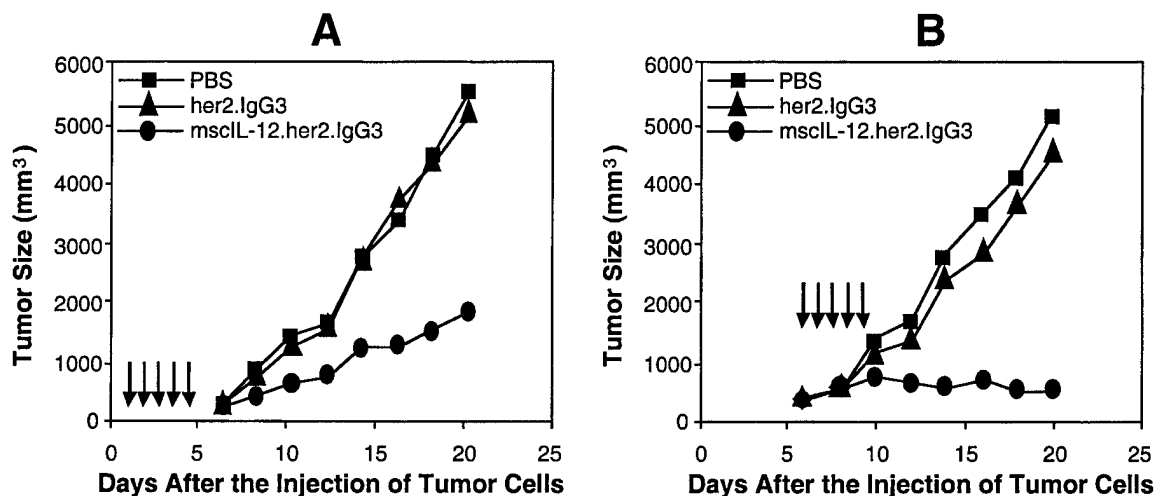 A
6000
5000
4000
3000
2000
1000
0
Tumor Size (mm³)
PBS
her2.IgG3
mscIL-12.her2.IgG3
0 5 10 15 20 25
Days After the Injection of Tumor Cells
B
6000
5000
4000
3000
2000
1000
0
Tumor Size (mm³)
PBS
her2.IgG3
mscIL-12.her2.IgG3
0 5 10 15 20 25
Days After the Injection of Tumor Cells